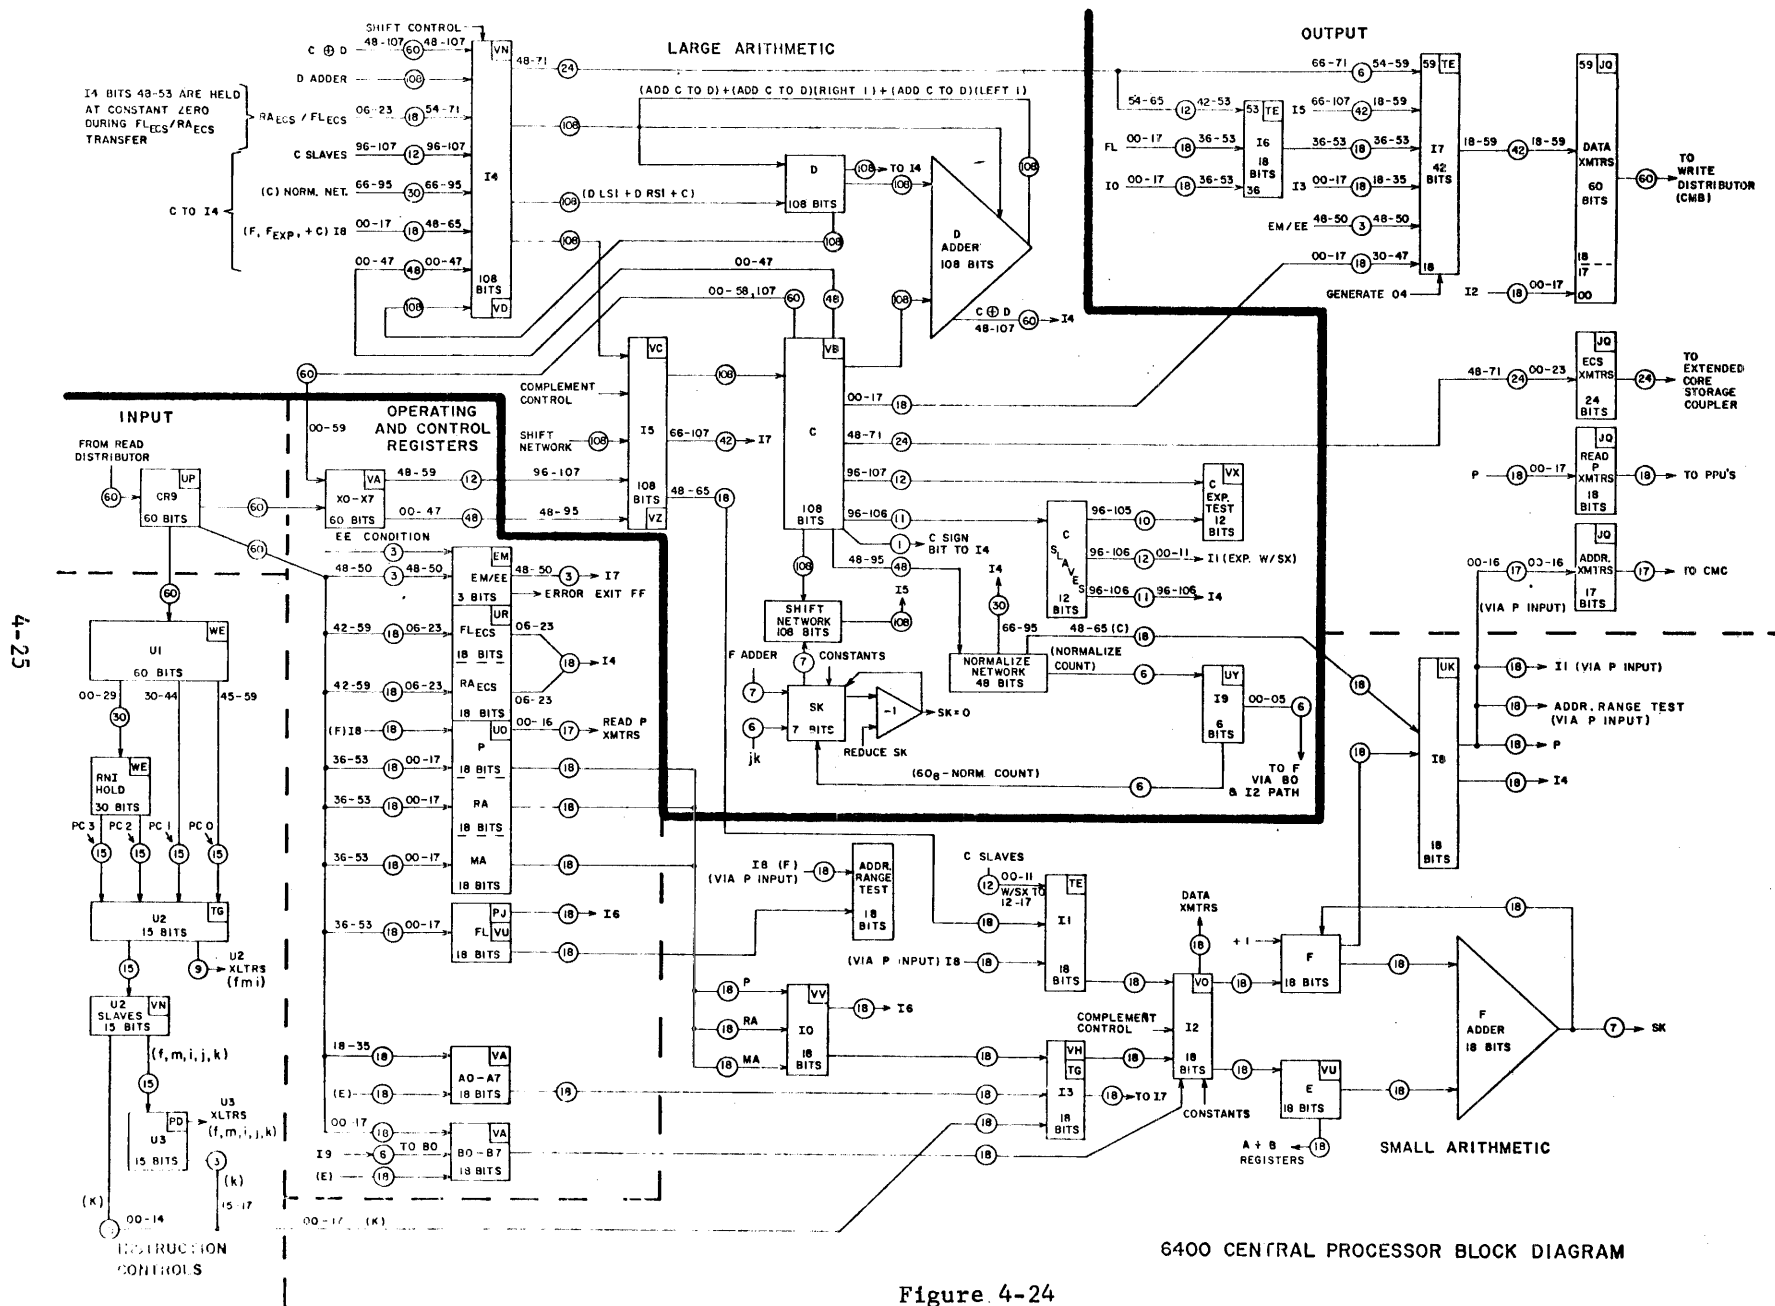 SHIFT CONTROL
C ⊕ D 48-107 60 48-107
D ADDER 108
I4 BITS 48-53 ARE HELD
AT CONSTANT ZERO
DURING FLECS/RAECS
TRANSFER
RAECS / FLECS 06-23 18 54-71
C SLAVES 96-107 12 96-107
(C) NORM. NET. 66-95 30 66-95
C TO I4
(F, FEXP, + C) I8 00-17 18 48-65
00-47 48 00-47
108
VN
I4
108
BITS
VD
LARGE ARITHMETIC
48-71 24
(ADD C TO D)+(ADD C TO D)(RIGHT 1)+(ADD C TO D)(LEFT 1)
108
108 (D LS1 + D RS1 + C)
108
D
108 BITS
108 TO I4
108
108
108
D
ADDER
108 BITS
108
C ⊕ D
48-107 60 I4
00-47
48
00-58,107 60
60
OUTPUT
66-71 6 54-59
54-65 12 42-53
FL 00-17 18 36-53
I0 00-17 18 36-53
53 TE
I6
18
BITS
36
I5 66-107 42 18-59
36-53 18 36-53
I3 00-17 18 18-35
EM/EE 48-50 3 48-50
00-17 18 30-47
GENERATE 04
59 TE
I7
42
BITS
18
18-59 42 18-59
I2 18 00-17
59 JQ
DATA
XMTRS
60
BITS
18
17
00
60
TO
WRITE
DISTRIBUTOR
(CMB)
48-71 24 00-23
JQ
ECS
XMTRS
24
BITS
24
TO
EXTENDED
CORE
STORAGE
COUPLER
P 18 00-17
JQ
READ
P
XMTRS
18
BITS
18 TO PPU'S
00-16 17 00-16
(VIA P INPUT)
JQ
ADDR.
XMTRS
17
BITS
17 TO CMC
INPUT
FROM READ
DISTRIBUTOR
60
UP
CR9
60 BITS
60
60
60
WE
U1
60 BITS
00-29 30-44 45-59
30
WE
RNI
HOLD
30 BITS
PC 3 PC 2 PC 1 PC 0
15 15 15 15
TG
U2
15 BITS
15
9
U2
XLTRS
(fmi)
VN
U2
SLAVES
15 BITS
(f,m,i,j,k)
15
PD
U3
15 BITS
U3
XLTRS
(f,m,i,j,k)
3
(k)
15-17
(K)
00-14
00-17 (K)
INSTRUCTION
CONTROLS
OPERATING
AND CONTROL
REGISTERS
00-59
VA
X0-X7
60 BITS
48-59 12 96-107
00-47 48 48-95
EE CONDITION
3
48-50 3 48-50
EM
EM/EE
3 BITS
48-50 3 I7
ERROR EXIT FF
42-59 18 06-23
UR
FLECS
18 BITS
06-23
18 I4
42-59 18 06-23
RAECS
18 BITS
06-23
(F)I8 18
UO
P
18 BITS
00-16
17 READ P
XMTRS
36-53 18 00-17
18
36-53 18 00-17
RA
18 BITS
18
36-53 18 00-17
MA
18 BITS
18
36-53 18 00-17
PJ
FL VU
18 BITS
18 I6
18
18-35 18
(E) 18
VA
A0-A7
18 BITS
18
18
00-17 18
I9 6 TO B0
(E) 18
VA
B0-B7
18 BITS
18
COMPLEMENT
CONTROL
SHIFT
NETWORK 108
VC
I5
108
BITS
VZ
108
66-107 42 I7
48-65 18
VB
C
108
BITS
108
00-17 18
48-71 24
96-107 12
96-106 11
1 C SIGN
BIT TO I4
48-95 48
108
VX
C
EXP.
TEST
12
BITS
C
SLAVES
12
BITS
96-105 10
96-106 12 00-11 I1 (EXP. W/SX)
96-106 11 96-106 I4
SHIFT
NETWORK
108 BITS
108
I5
7
F ADDER
7
CONSTANTS
6
jk
SK
7 BITS
-1
SK=0
REDUCE SK
I4
30
66-95
48-65 (C) 18
NORMALIZE
NETWORK
48 BITS
(NORMALIZE
COUNT)
6
UY
I9
6
BITS
00-05
6
TO F
VIA B0
& I2 PATH
(60₈-NORM. COUNT) 6
18
18
UK
I8
18
BITS
18 I1 (VIA P INPUT)
18 ADDR. RANGE TEST
(VIA P INPUT)
18 P
18 I4
I8 (F)
(VIA P INPUT) 18
ADDR.
RANGE
TEST
18
BITS
C SLAVES
12 00-11
W/SX TO
12-17
18
(VIA P INPUT) I8 18
TE
I1
18
BITS
18
18 P
18 RA
18 MA
VV
I0
18
BITS
18 I6
18
VH
TG
I3
18
BITS
18
18 TO I7
COMPLEMENT
CONTROL
DATA
XMTRS
18
VO
I2
18
BITS
CONSTANTS
18
18
+1
F
18 BITS
18
18
VU
E
18 BITS
18
18
A + B
REGISTERS
F
ADDER
18 BITS
7 SK
SMALL ARITHMETIC
6400 CENTRAL PROCESSOR BLOCK DIAGRAM
Figure 4-24
4-25